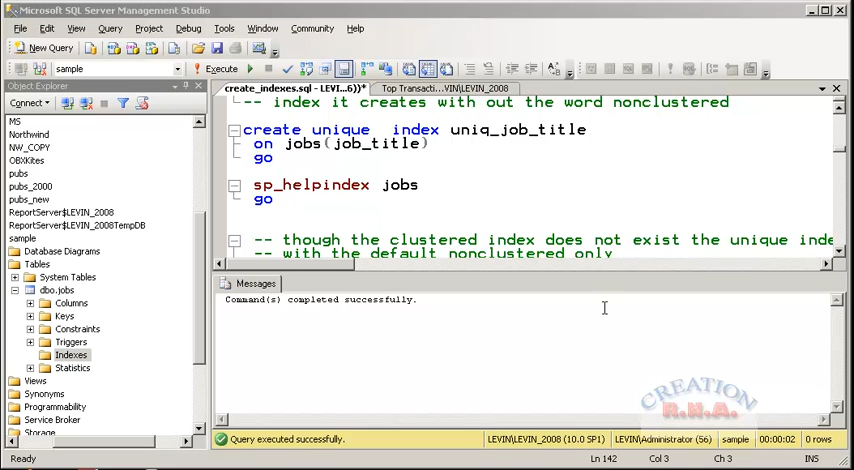 Microsoft SQL Server Management Studio
File Edit View Query Project Debug Tools Window Community Help
New Query
sample Execute
Object Explorer
create_indexes.sql - LEVI...6))* Top Transacti...VIN\LEVIN_2008)
Connect
MS
Northwind
NW_COPY
OBXKites
pubs
pubs_2000
pubs_new
ReportServer$LEVIN_2008
ReportServer$LEVIN_2008TempDB
sample
Database Diagrams
Tables
System Tables
dbo.jobs
Columns
Keys
Constraints
Triggers
Indexes
Statistics
Views
Synonyms
Programmability
Service Broker
Storage
-- index it creates with out the word nonclustered
create unique  index uniq_job_title
on jobs(job_title)
go
sp_helpindex jobs
go
-- though the clustered index does not exist the unique inde
-- with the default nonclustered only
Messages
Command(s) completed successfully.
CREATION
R.H.A.
Query executed successfully. LEVIN\LEVIN_2008 (10.0 SP1) LEVIN\Administrator (56) sample 00:00:02 0 rows
Ready Ln 142 Col 3 Ch 3 INS